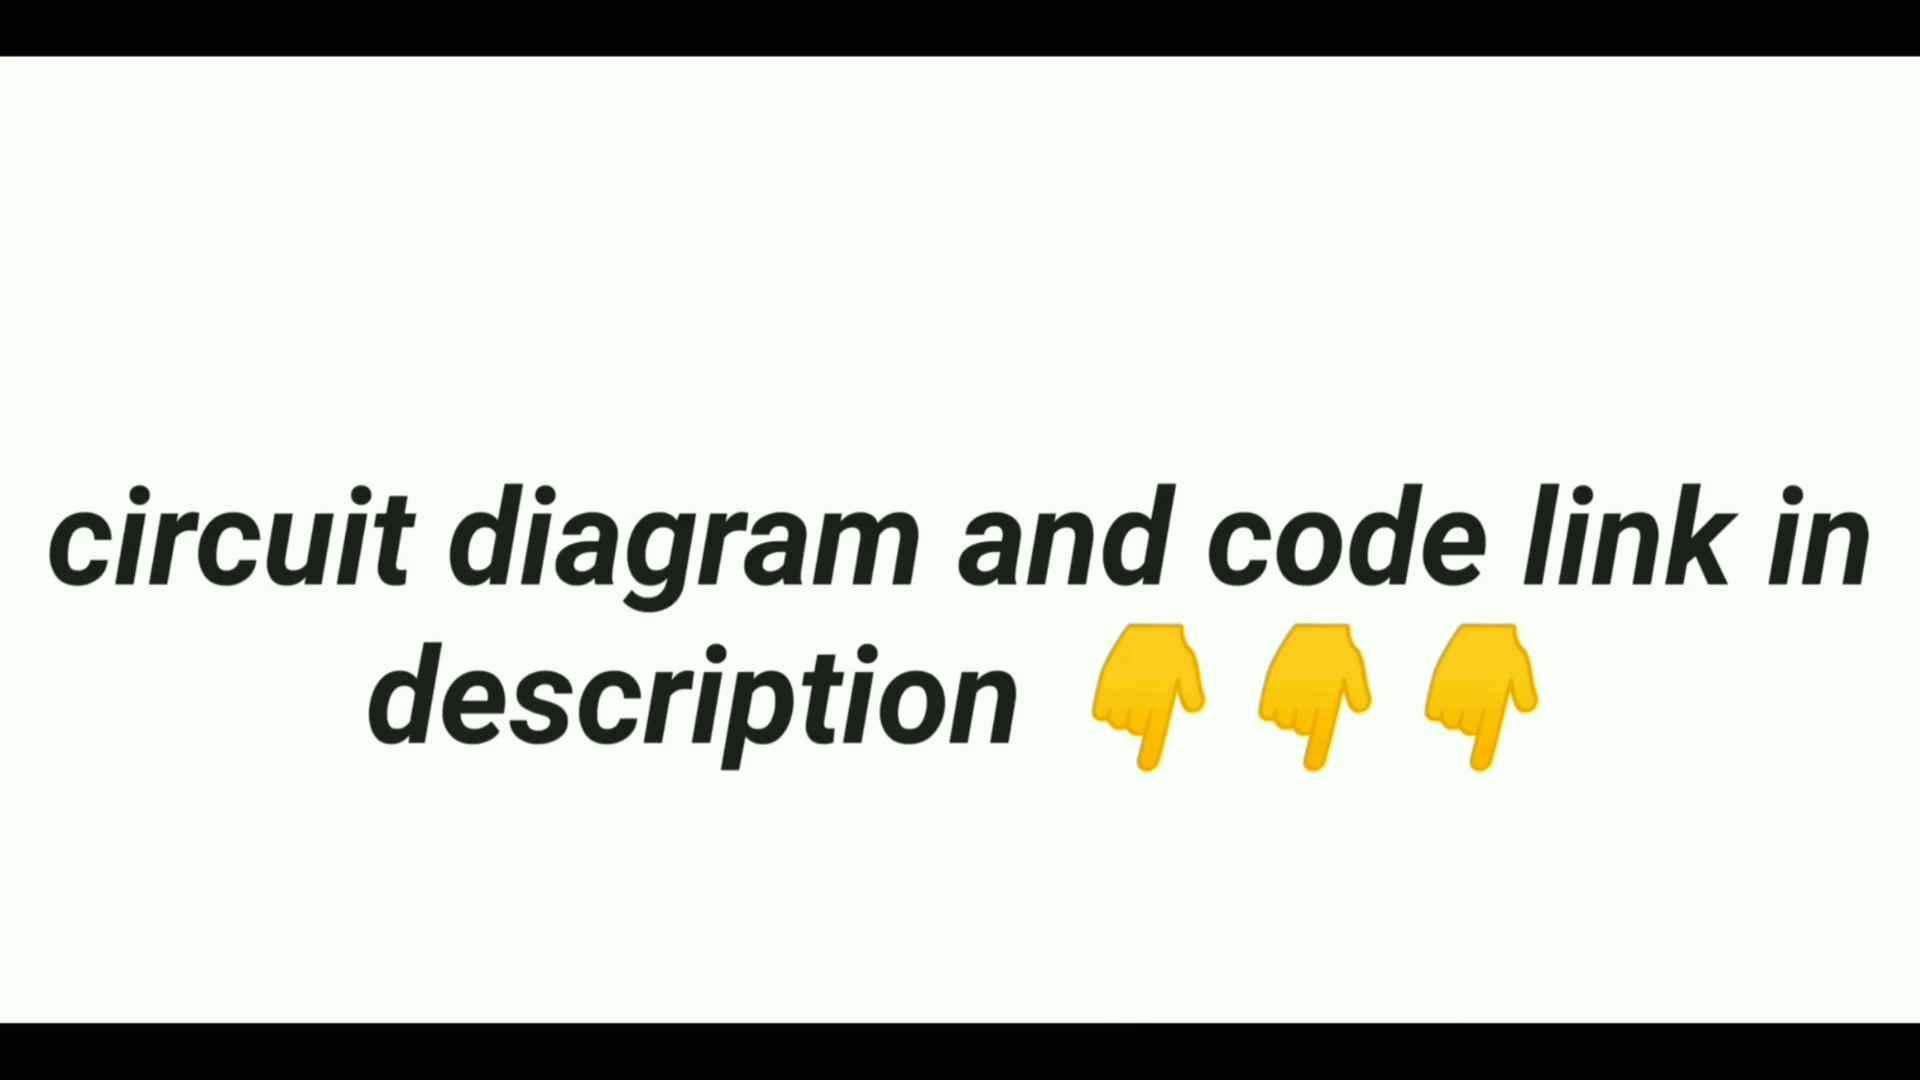 circuit diagram and code link in
description 👇👇👇